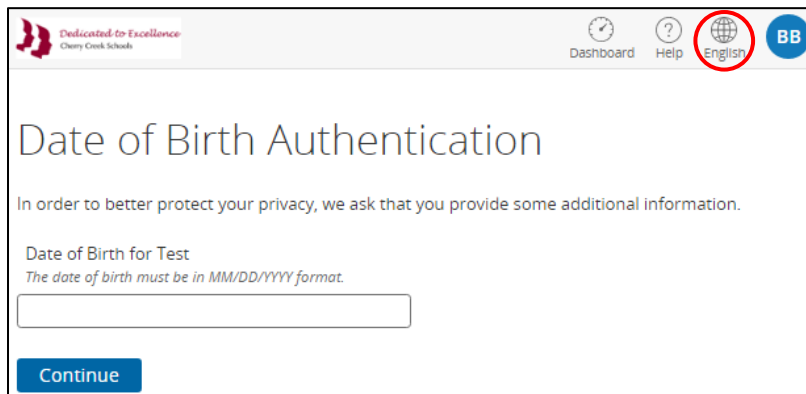 Dedicated to Excellence
Cherry Creek Schools
Dashboard
Help
English
BB
Date of Birth Authentication
In order to better protect your privacy, we ask that you provide some additional information.
Date of Birth for Test
The date of birth must be in MM/DD/YYYY format.
Continue